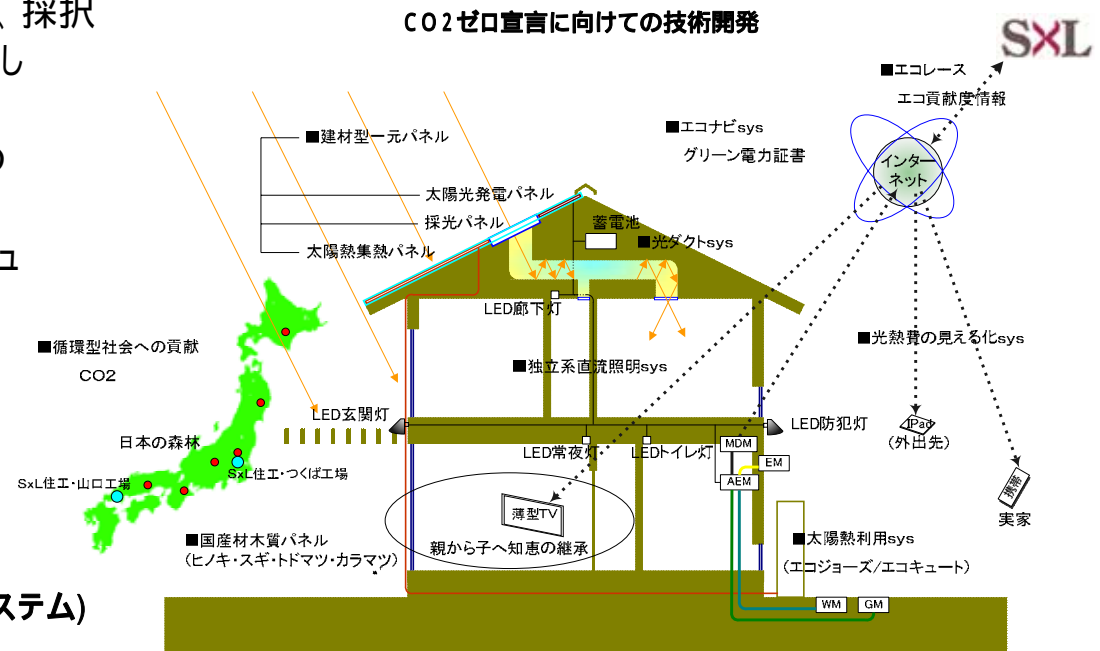 、採択
CO2ゼロ宣言に向けての技術開発
SXL
し
■エコレース
エコ貢献度情報
■建材型一元パネル
■エコナビsys
グリーン電力証書
インター
ネット
太陽光発電パネル
採光パネル
蓄電池
■光ダクトsys
太陽熱集熱パネル
ュ
LED廊下灯
■循環型社会への貢献
CO2
■光熱費の見える化sys
■独立系直流照明sys
LED玄関灯
LED防犯灯
iPad
(外出先)
日本の森林
LED常夜灯
LEDトイレ灯
MDM
EM
AEM
SxL住工・つくば工場
SxL住工・山口工場
携帯
実家
薄型TV
親から子へ知恵の継承
■国産材木質パネル
(ヒノキ・スギ・トドマツ・カラマツ)
■太陽熱利用sys
(エコジョーズ/エコキュート)
ステム)
WM
GM